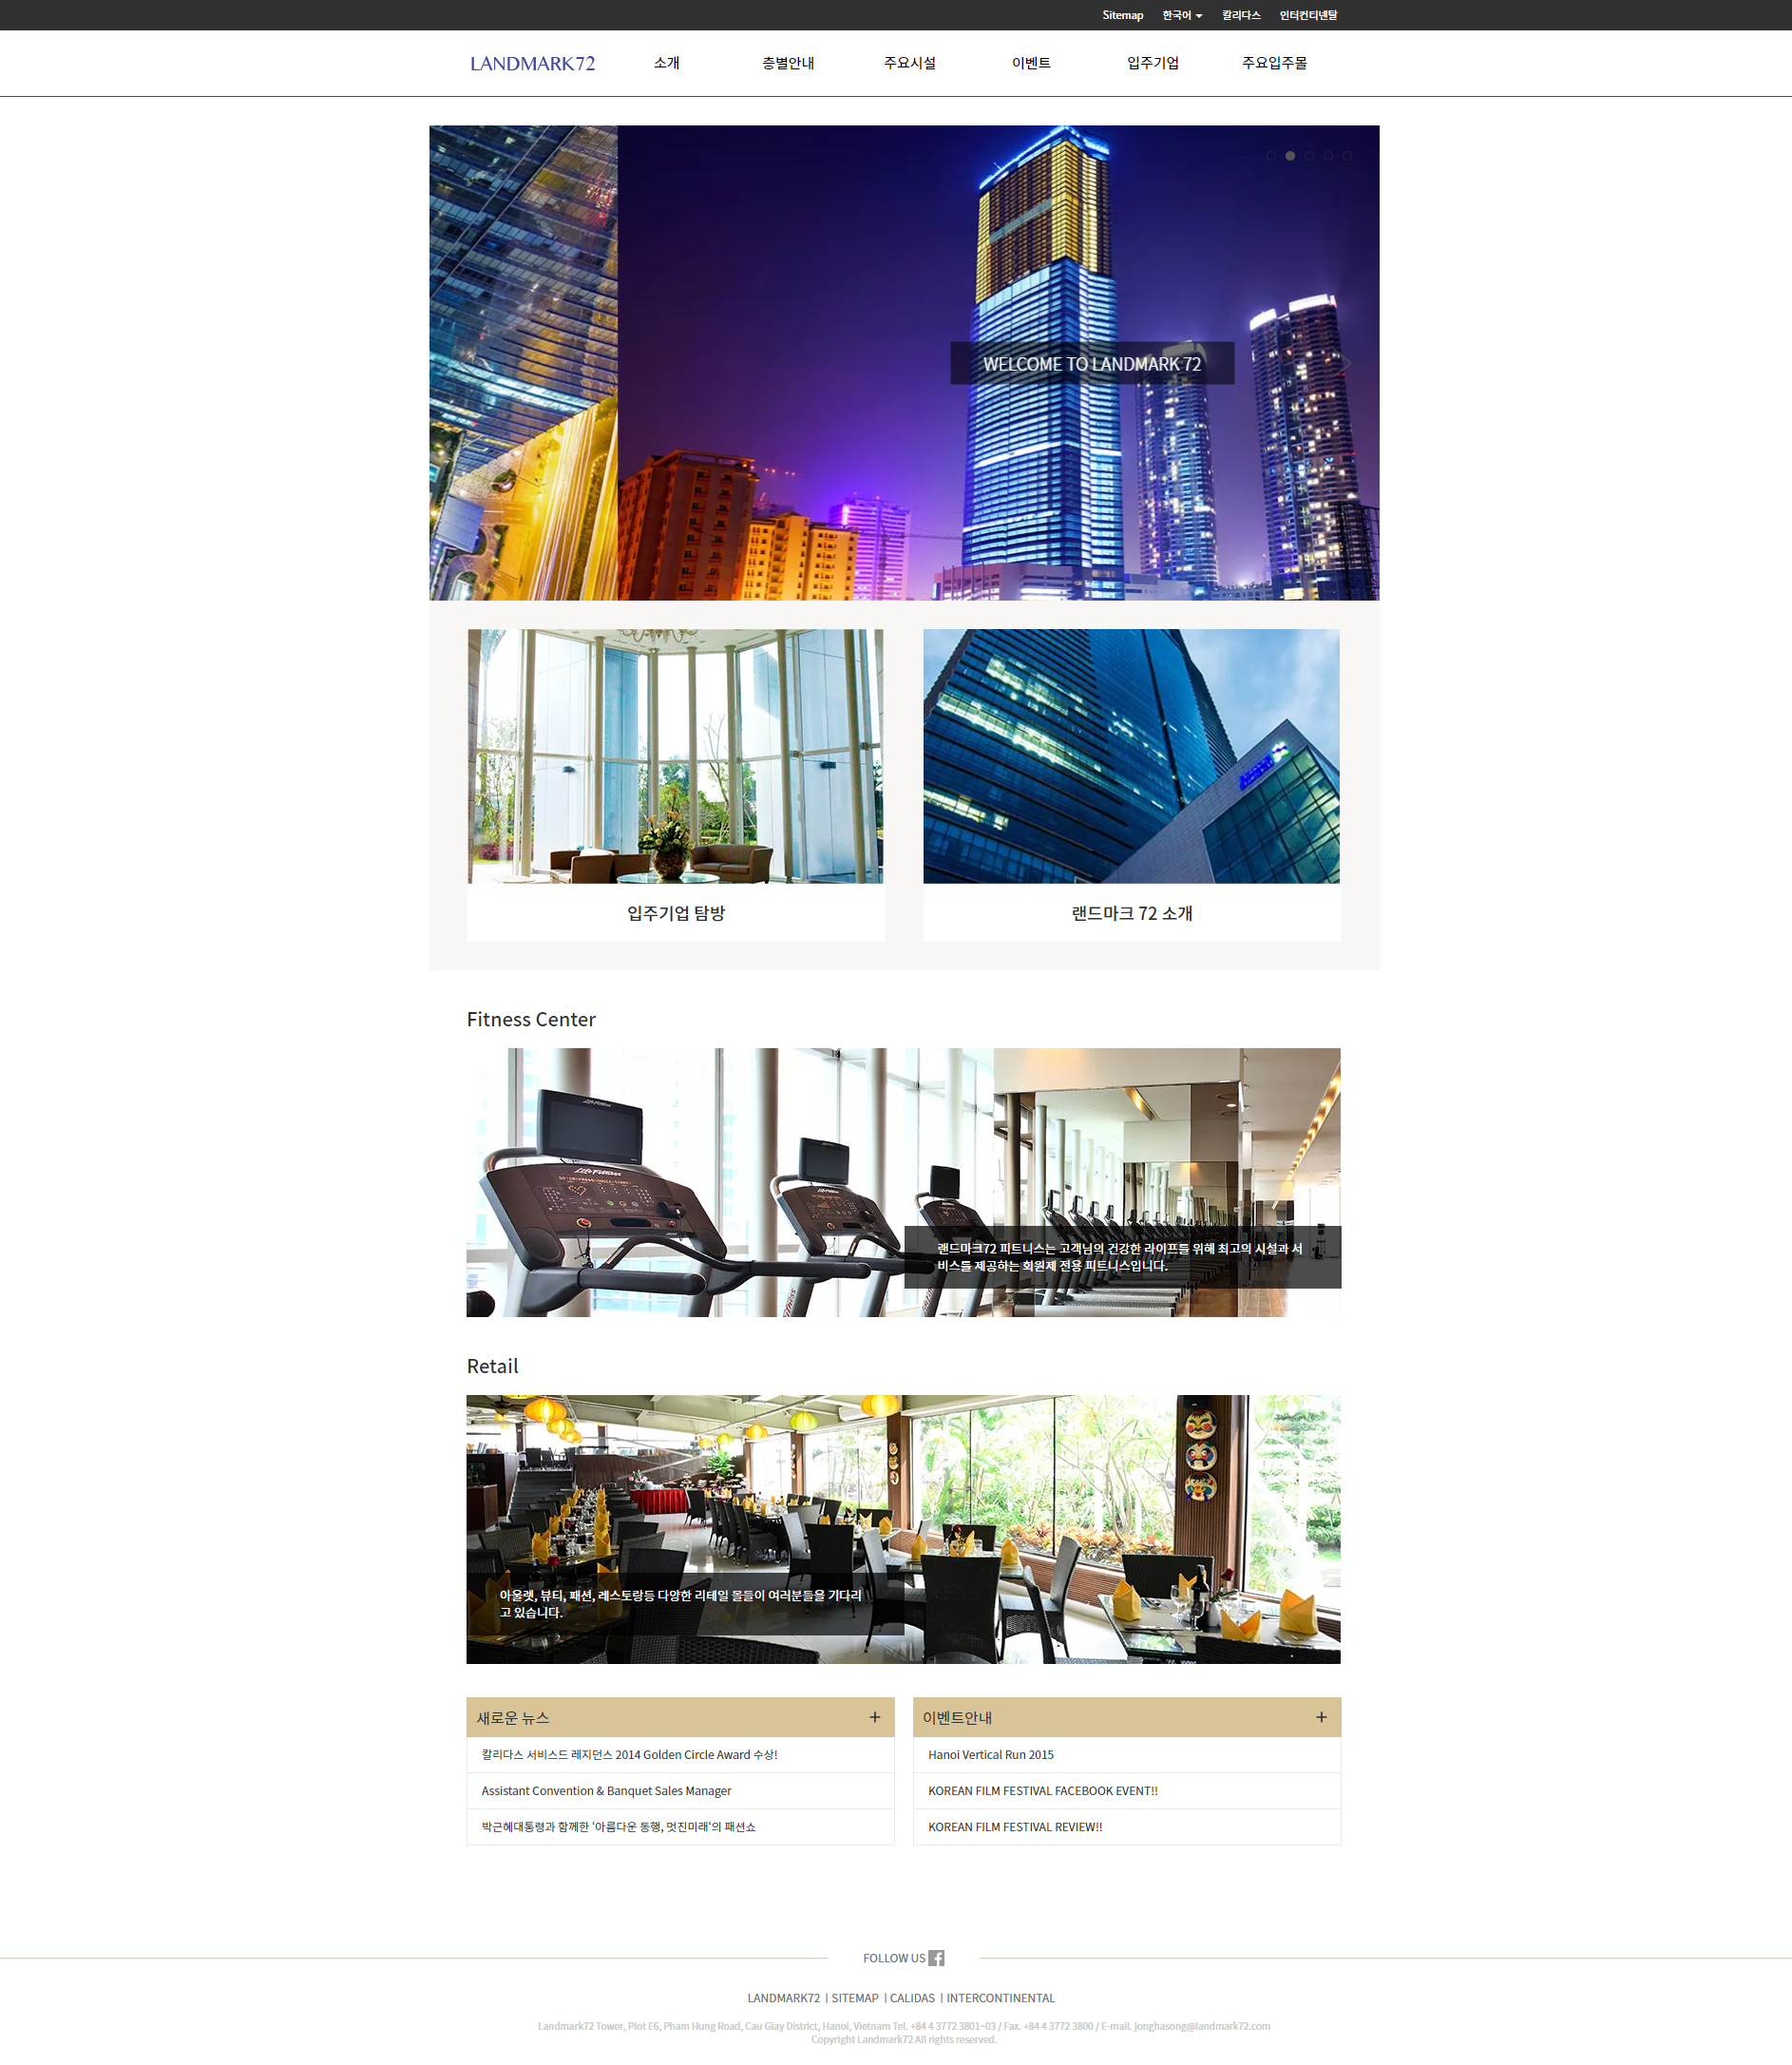 Sitemap 한국어 칼리다스 인터컨티넨탈
LANDMARK72 소개 층별안내 주요시설 이벤트 입주기업 주요입주몰
WELCOME TO LANDMARK 72
입주기업 탐방
랜드마크 72 소개
Fitness Center
Life Fitness
Life Fitness
랜드마크72 피트니스는 고객님의 건강한 라이프를 위해 최고의 시설과 서
비스를 제공하는 회원제 전용 피트니스입니다.
Retail
아울렛, 뷰티, 패션, 레스토랑등 다양한 리테일 몰들이 여러분들을 기다리
고 있습니다.
새로운 뉴스 +
칼리다스 서비스드 레지던스 2014 Golden Circle Award 수상!
Assistant Convention & Banquet Sales Manager
박근혜대통령과 함께한 '아름다운 동행, 멋진미래'의 패션쇼
이벤트안내 +
Hanoi Vertical Run 2015
KOREAN FILM FESTIVAL FACEBOOK EVENT!!
KOREAN FILM FESTIVAL REVIEW!!
FOLLOW US
LANDMARK72 | SITEMAP | CALIDAS | INTERCONTINENTAL
Landmark72 Tower, Plot E6, Pham Hung Road, Cau Giay District, Hanoi, Vietnam Tel. +84 4 3772 3801~03 / Fax. +84 4 3772 3800 / E-mail. jonghasong@landmark72.com
Copyright Landmark72 All rights reserved.